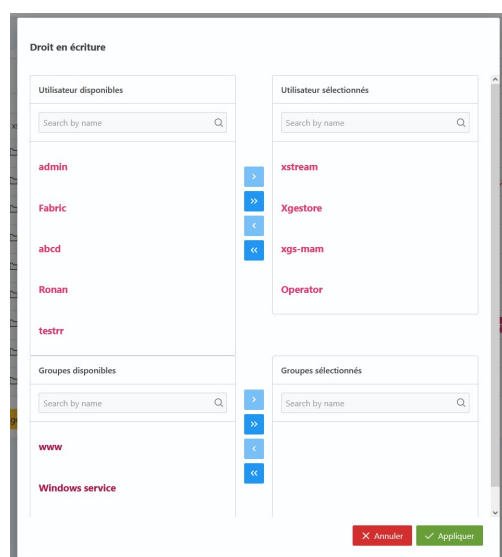 Droit en écriture
Utilisateur disponibles
Search by name
admin
Fabric
abcd
Ronan
testrr
Utilisateur sélectionnés
Search by name
xstream
Xgestore
xgs-mam
Operator
Groupes disponibles
Search by name
www
Windows service
Groupes sélectionnés
Search by name
Annuler
Appliquer